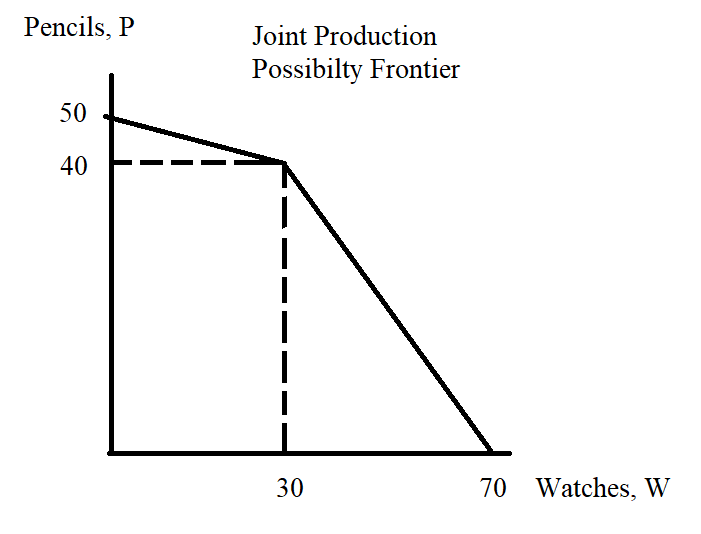 Pencils, P
Joint Production
Possibilty Frontier
50
40
30
70
Watches, W